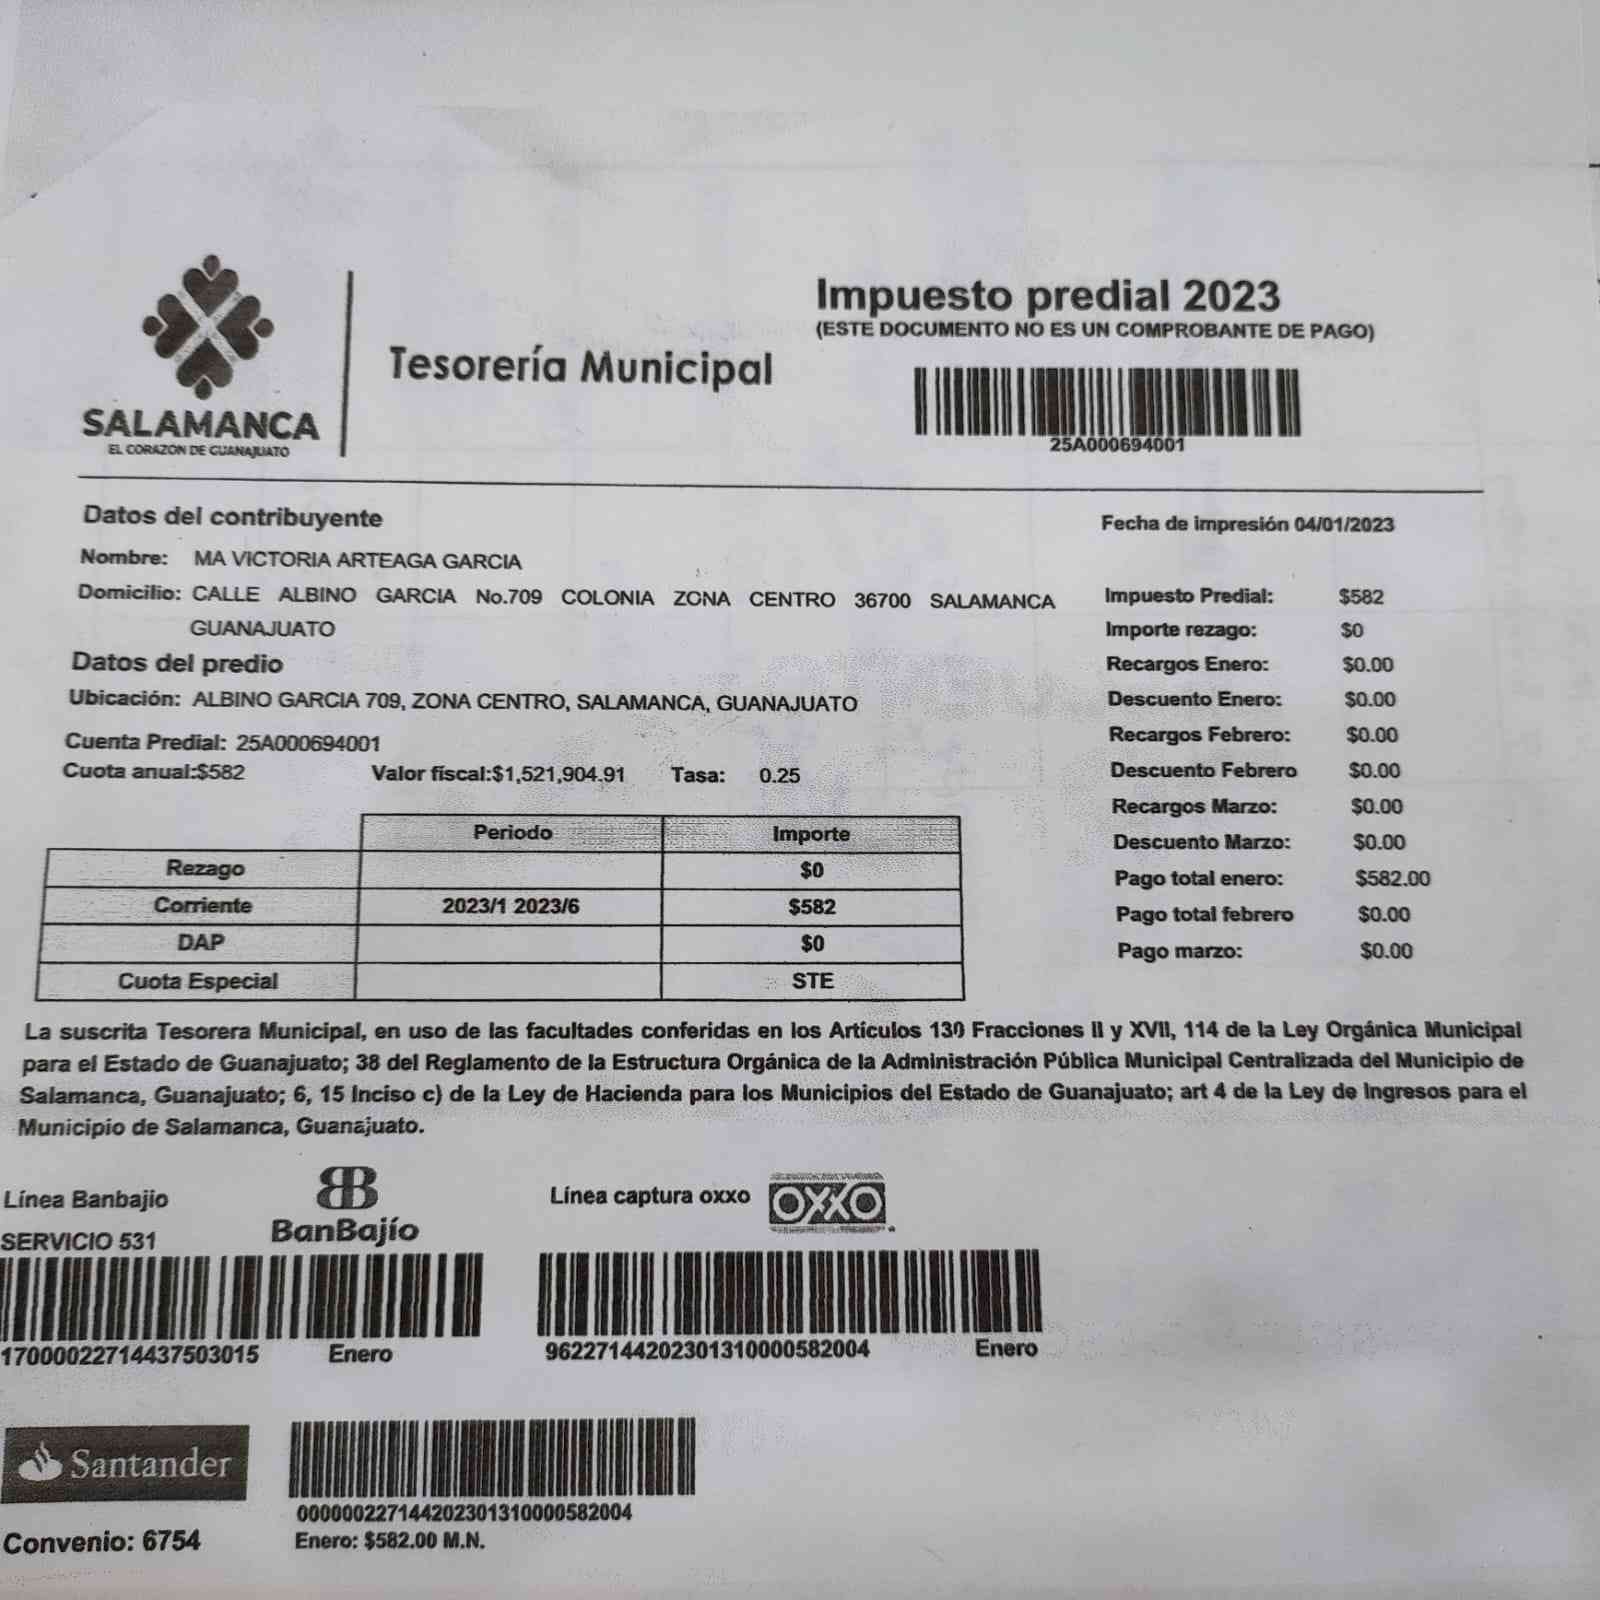 SALAMANCA
EL CORAZÓN DE GUANAJUATO
Tesorería Municipal
Impuesto predial 2023
(ESTE DOCUMENTO NO ES UN COMPROBANTE DE PAGO)
25A000694001
Datos del contribuyente
Fecha de impresión 04/01/2023
Nombre: MA VICTORIA ARTEAGA GARCIA
Domicilio: CALLE ALBINO GARCIA No.709 COLONIA ZONA CENTRO 36700 SALAMANCA
GUANAJUATO
Datos del predio
Ubicación: ALBINO GARCIA 709, ZONA CENTRO, SALAMANCA, GUANAJUATO
Cuenta Predial: 25A000694001
Cuota anual:$582 Valor fiscal:$1,521,904.91 Tasa: 0.25
Impuesto Predial: $582
Importe rezago: $0
Recargos Enero: $0.00
Descuento Enero: $0.00
Recargos Febrero: $0.00
Descuento Febrero $0.00
Recargos Marzo: $0.00
Descuento Marzo: $0.00
Pago total enero: $582.00
Pago total febrero $0.00
Pago marzo: $0.00
Periodo Importe
Rezago $0
Corriente 2023/1 2023/6 $582
DAP $0
Cuota Especial STE
La suscrita Tesorera Municipal, en uso de las facultades conferidas en los Artículos 130 Fracciones II y XVII, 114 de la Ley Orgánica Municipal
para el Estado de Guanajuato; 38 del Reglamento de la Estructura Orgánica de la Administración Pública Municipal Centralizada del Municipio de
Salamanca, Guanajuato; 6, 15 Inciso c) de la Ley de Hacienda para los Municipios del Estado de Guanajuato; art 4 de la Ley de Ingresos para el
Municipio de Salamanca, Guanajuato.
Línea Banbajio
BanBajío
SERVICIO 531
Línea captura oxxo
OXXO
17000022714437503015 Enero
96227144202301310000582004 Enero
Santander
000000227144202301310000582004
Convenio: 6754
Enero: $582.00 M.N.